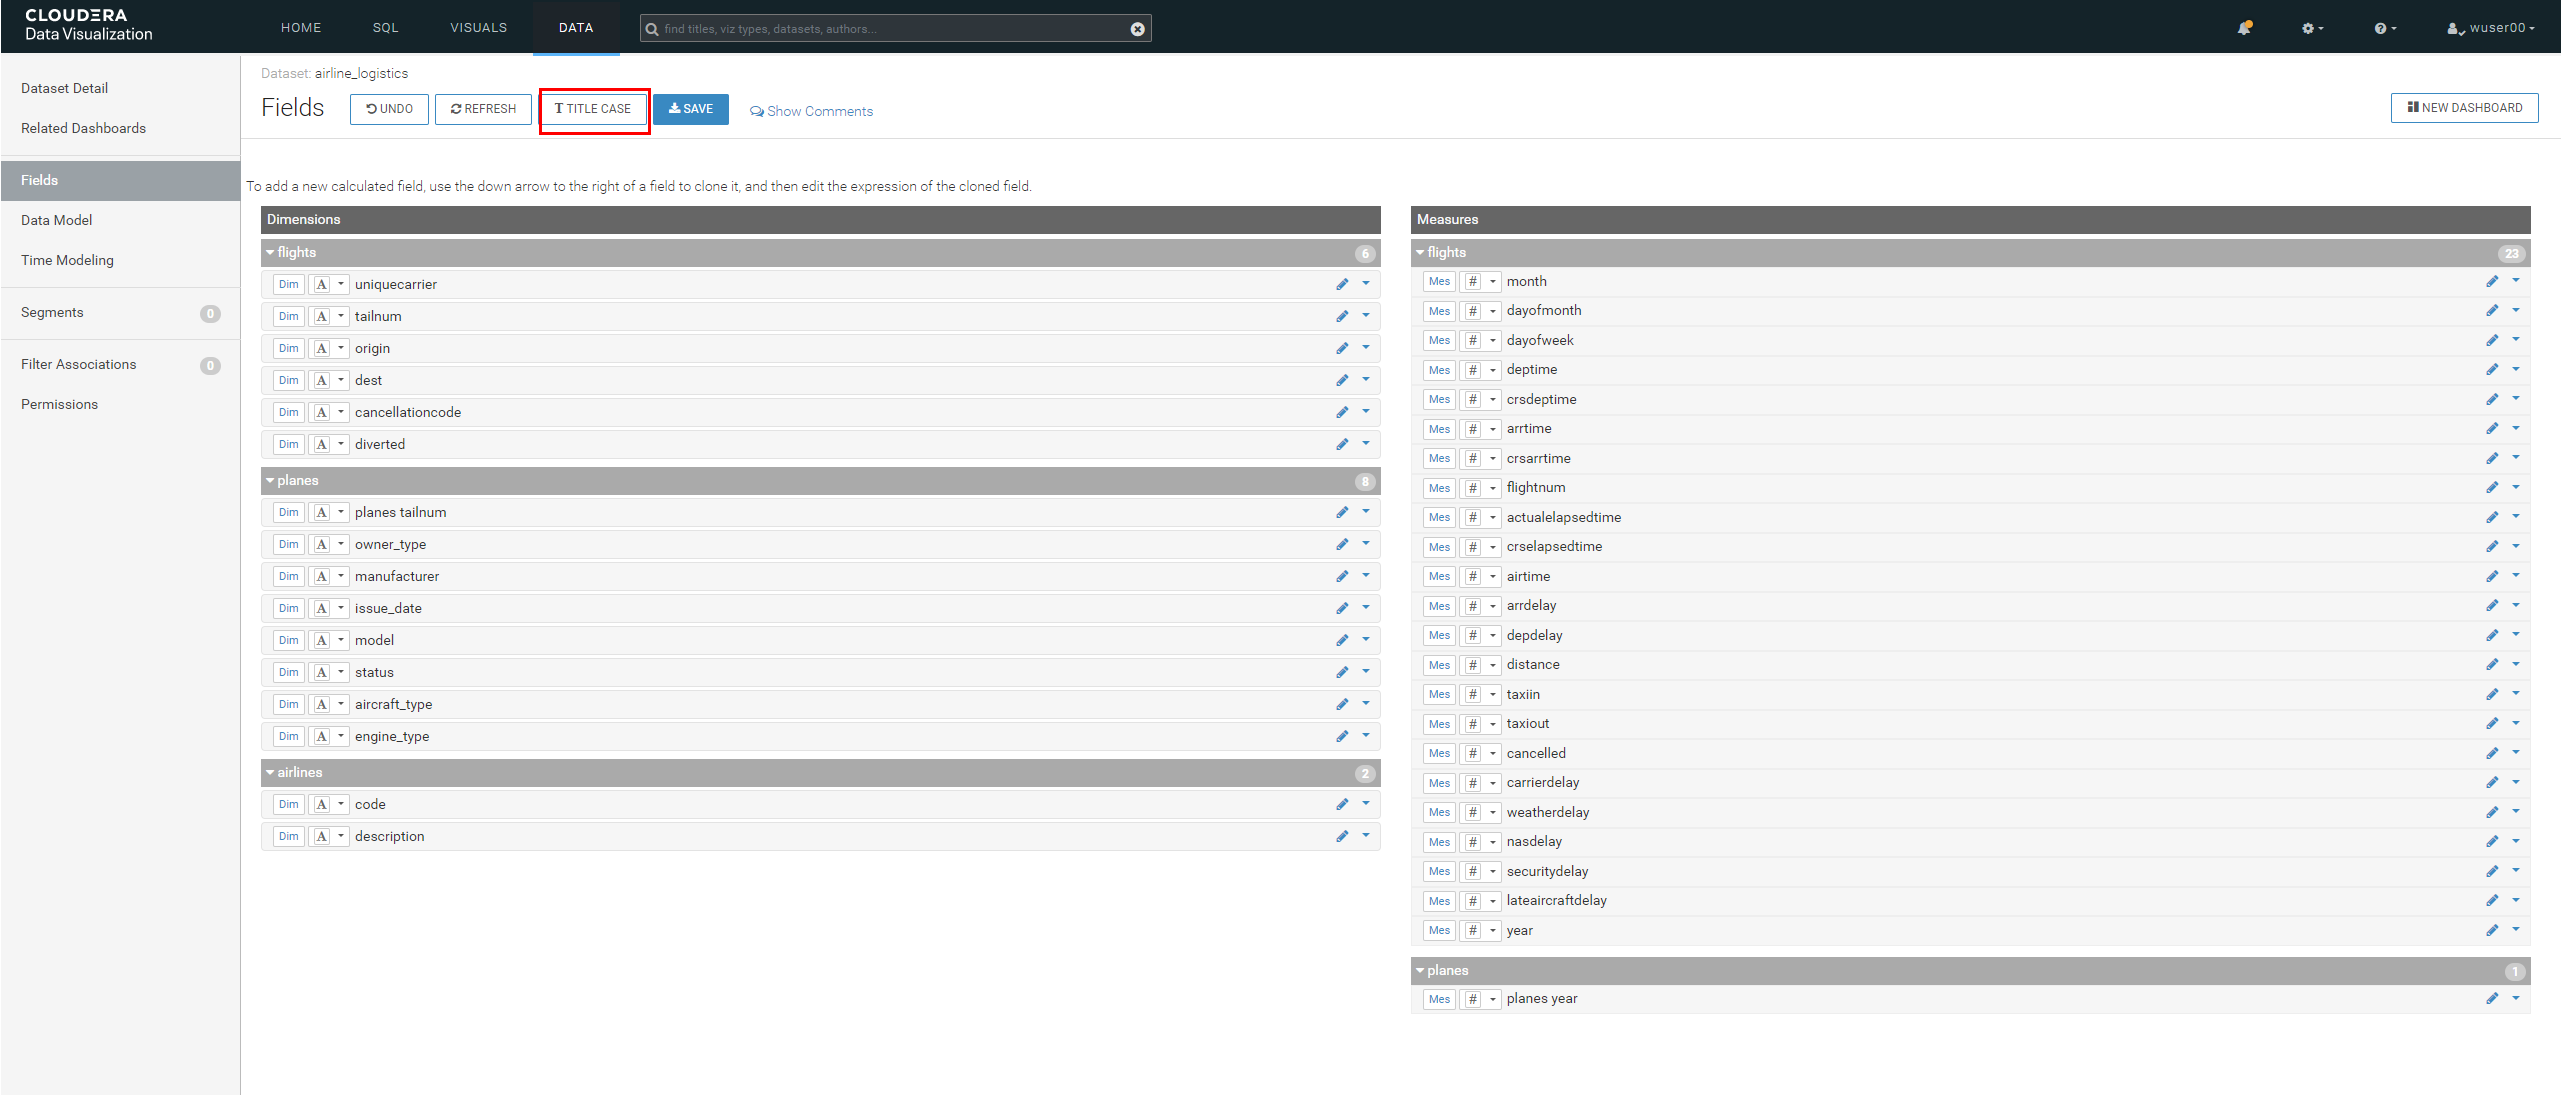 CLOUDERA
Data Visualization
HOME
SQL
VISUALS
DATA
find titles, viz types, datasets, authors...
wuser00
Dataset Detail
Related Dashboards
Fields
Data Model
Time Modeling
Segments 0
Filter Associations 0
Permissions
Dataset: airline_logistics
Fields
UNDO
REFRESH
T TITLE CASE
SAVE
Show Comments
NEW DASHBOARD
To add a new calculated field, use the down arrow to the right of a field to clone it, and then edit the expression of the cloned field.
Dimensions
flights 6
Dim A uniquecarrier
Dim A tailnum
Dim A origin
Dim A dest
Dim A cancellationcode
Dim A diverted
planes 8
Dim A planes tailnum
Dim A owner_type
Dim A manufacturer
Dim A issue_date
Dim A model
Dim A status
Dim A aircraft_type
Dim A engine_type
airlines 2
Dim A code
Dim A description
Measures
flights 23
Mes # month
Mes # dayofmonth
Mes # dayofweek
Mes # deptime
Mes # crsdeptime
Mes # arrtime
Mes # crsarrtime
Mes # flightnum
Mes # actualelapsedtime
Mes # crselapsedtime
Mes # airtime
Mes # arrdelay
Mes # depdelay
Mes # distance
Mes # taxiin
Mes # taxiout
Mes # cancelled
Mes # carrierdelay
Mes # weatherdelay
Mes # nasdelay
Mes # securitydelay
Mes # lateaircraftdelay
Mes # year
planes 1
Mes # planes year